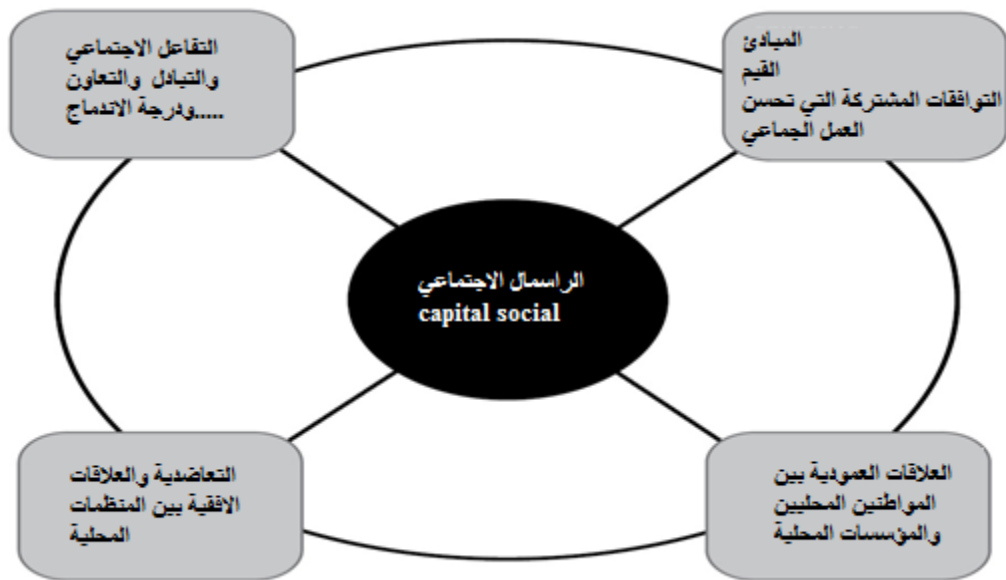 المبادئ
القيم
التوافقات المشتركة التي تحسن
العمل الجماعي
التفاعل الاجتماعي
والتبادل والتعاون
ودرجة الاندماج.....
الراسمال الاجتماعي
capital social
العلاقات العمودية بين
المواطنين المحليين
والمؤسسات المحلية
التعاضدية والعلاقات
الافقية بين المنظمات
المحلية